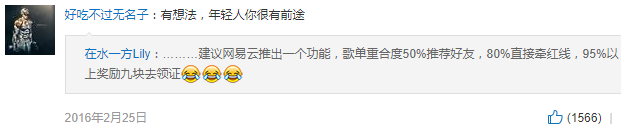 好吃不过无名子：有想法，年轻人你很有前途
在水一方Lily：………建议网易云推出一个功能，歌单重合度50%推荐好友，80%直接牵红线，95%以
上奖励九块去领证😂😂😂
2016年2月25日 (1566) |